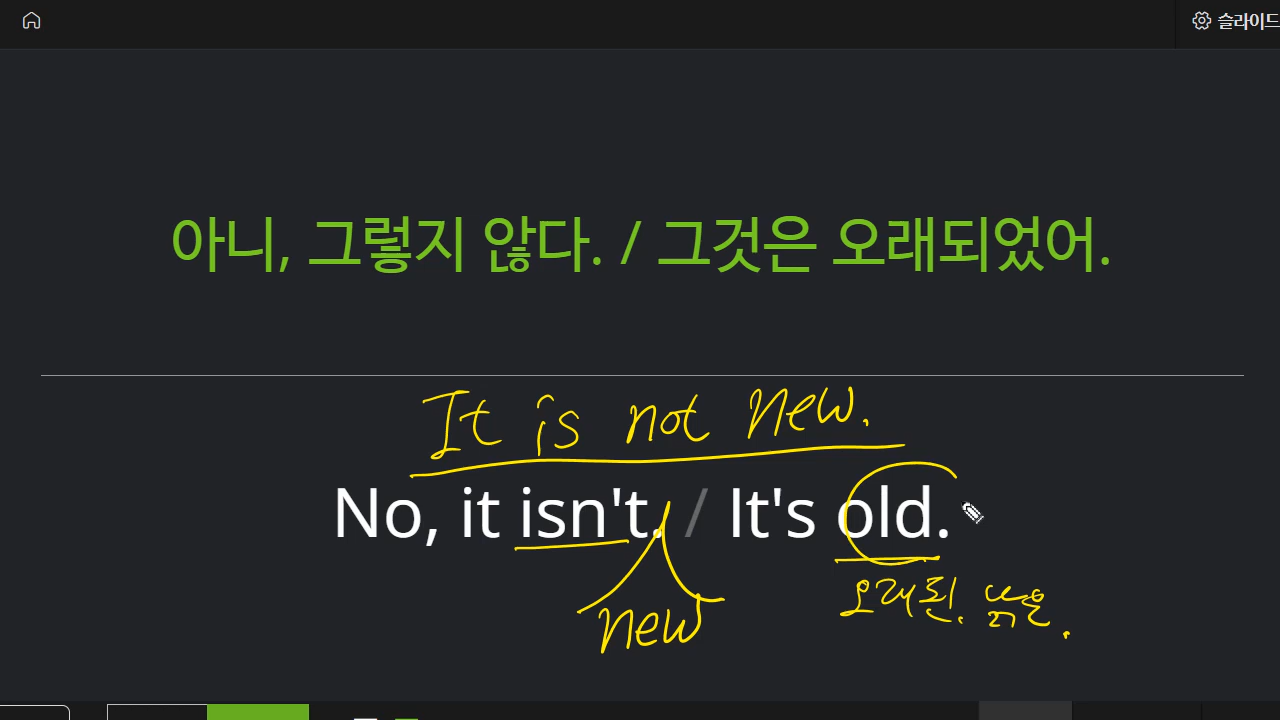 슬라이드
아니, 그렇지 않다. / 그것은 오래되었어.
It is not new.
No, it isn't. / It's old.
new
오래된. 늙은.